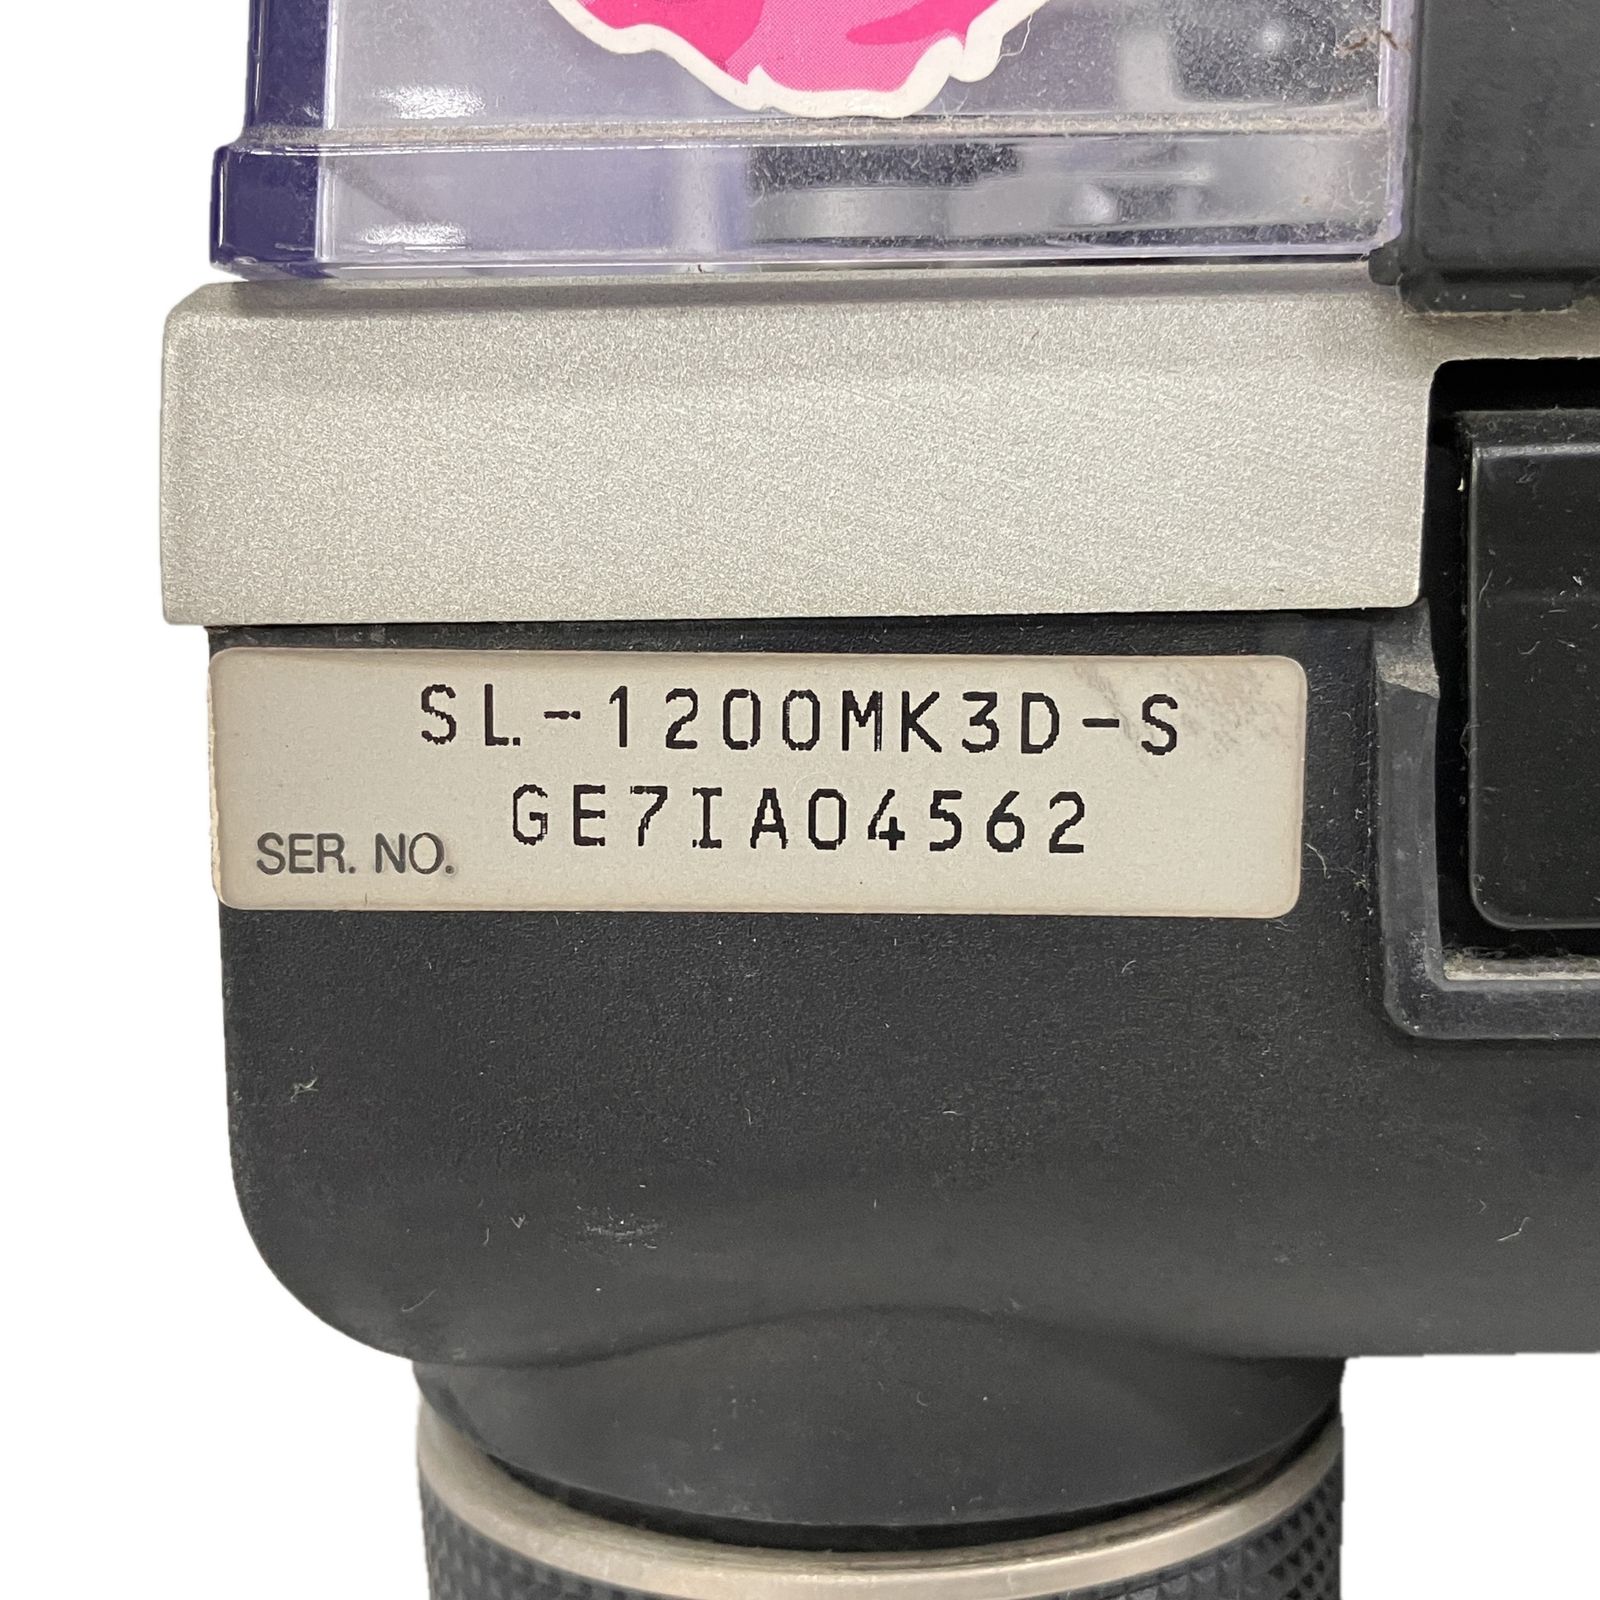 SL-1200MK3D-S
GE7IA04562
SER. NO.